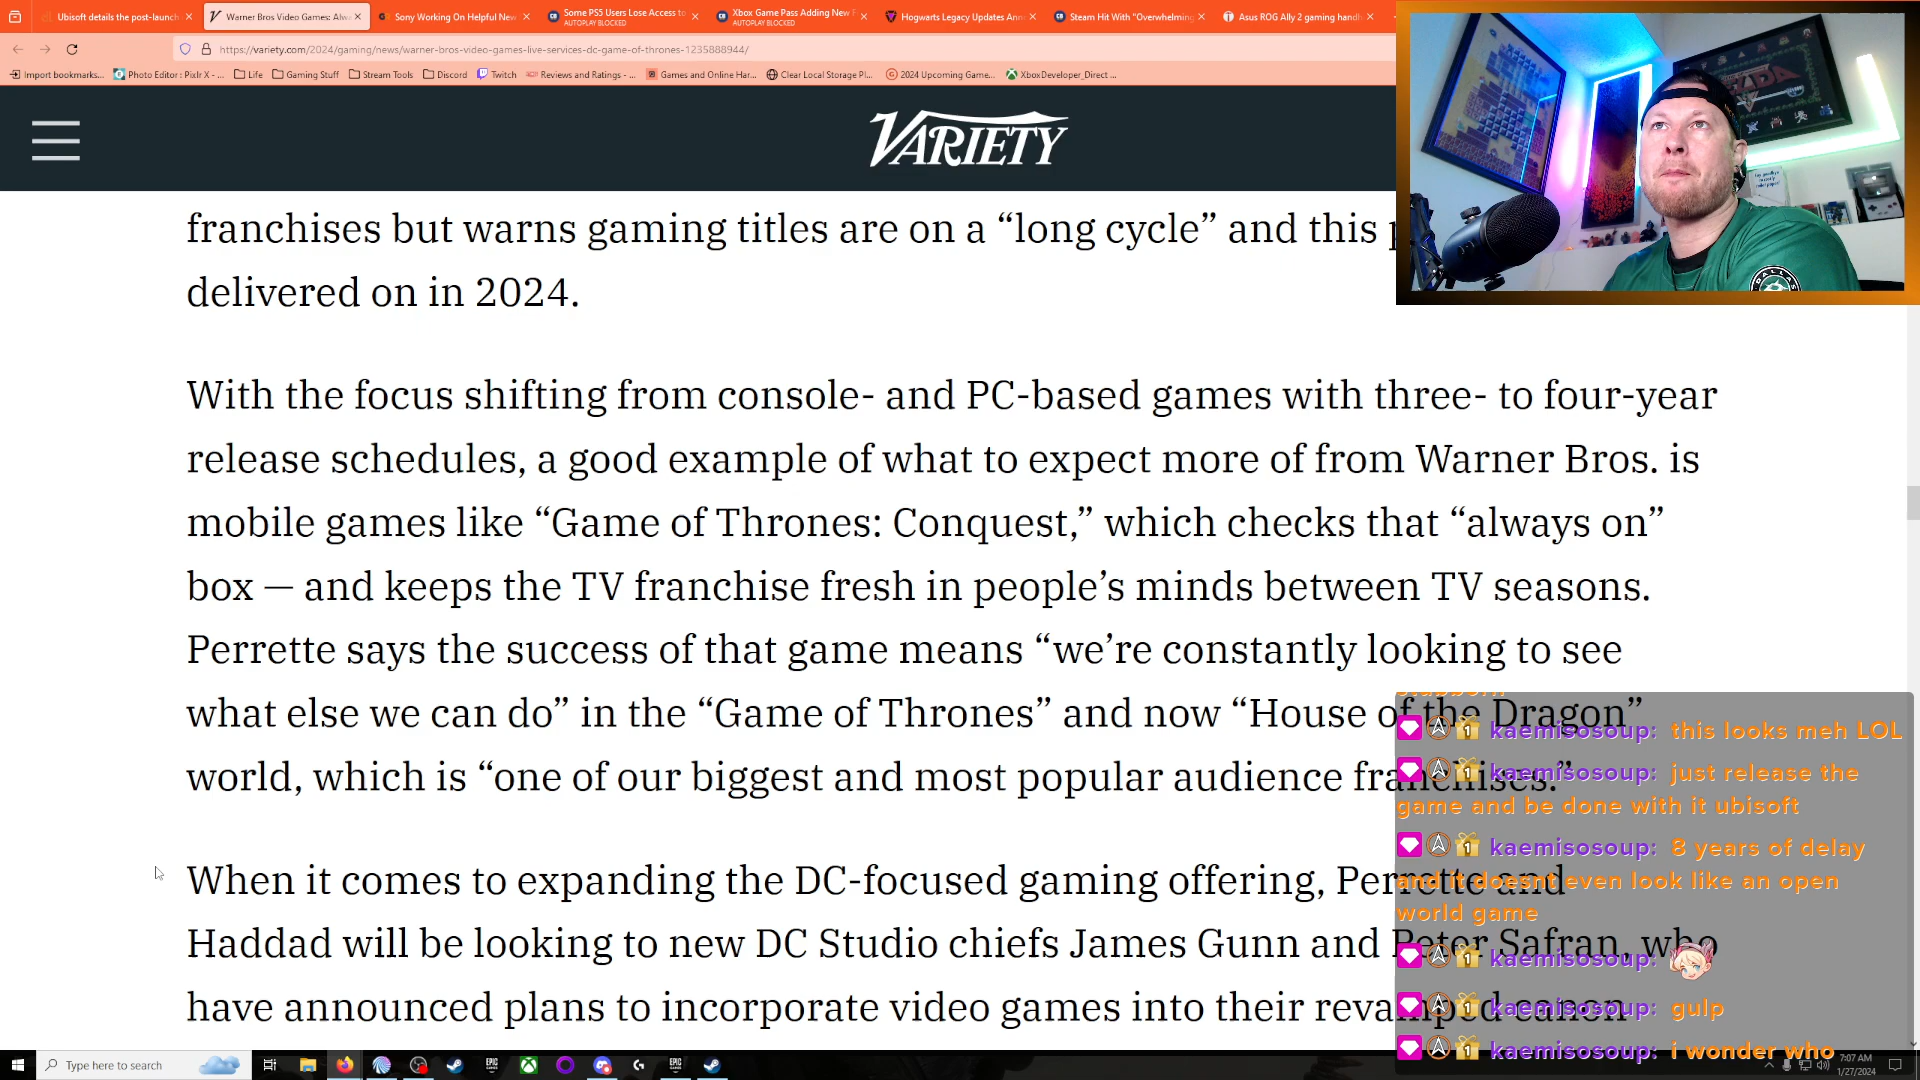 Ubisoft details the post-launch
Warner Bros Video Games: Alw
Sony Working On Helpful New
Some PS5 Users Lose Access to
AUTOPLAY BLOCKED
Xbox Game Pass Adding New F
AUTOPLAY BLOCKED
Hogwarts Legacy Updates Ann
Steam Hit With "Overwhelming
Asus ROG Ally 2 gaming handh
https://variety.com/2024/gaming/news/warner-bros-video-games-live-services-dc-game-of-thrones-1235888944/
Import bookmarks...
Photo Editor : Pixlr X - ...
Life
Gaming Stuff
Stream Tools
Discord
Twitch
Reviews and Ratings - ...
Games and Online Har...
Clear Local Storage Pl...
2024 Upcoming Game...
XboxDeveloper_Direct ...
VARIETY
franchises but warns gaming titles are on a “long cycle” and this
delivered on in 2024.
With the focus shifting from console- and PC-based games with three- to four-year
release schedules, a good example of what to expect more of from Warner Bros. is
mobile games like “Game of Thrones: Conquest,” which checks that “always on”
box — and keeps the TV franchise fresh in people’s minds between TV seasons.
Perrette says the success of that game means “we’re constantly looking to see
what else we can do” in the “Game of Thrones” and now “House of the Dragon”
world, which is “one of our biggest and most popular audience franchises.”
When it comes to expanding the DC-focused gaming offering, Perrette and
Haddad will be looking to new DC Studio chiefs James Gunn and Peter Safran, who
have announced plans to incorporate video games into their revamped canon
kaemisosoup: this looks meh LOL
kaemisosoup: just release the
game and be done with it ubisoft
kaemisosoup: 8 years of delay
and it doesnt even look like an open
world game
kaemisosoup:
kaemisosoup: gulp
kaemisosoup: i wonder who
DALLAS
Type here to search
7:07 AM
1/27/2024